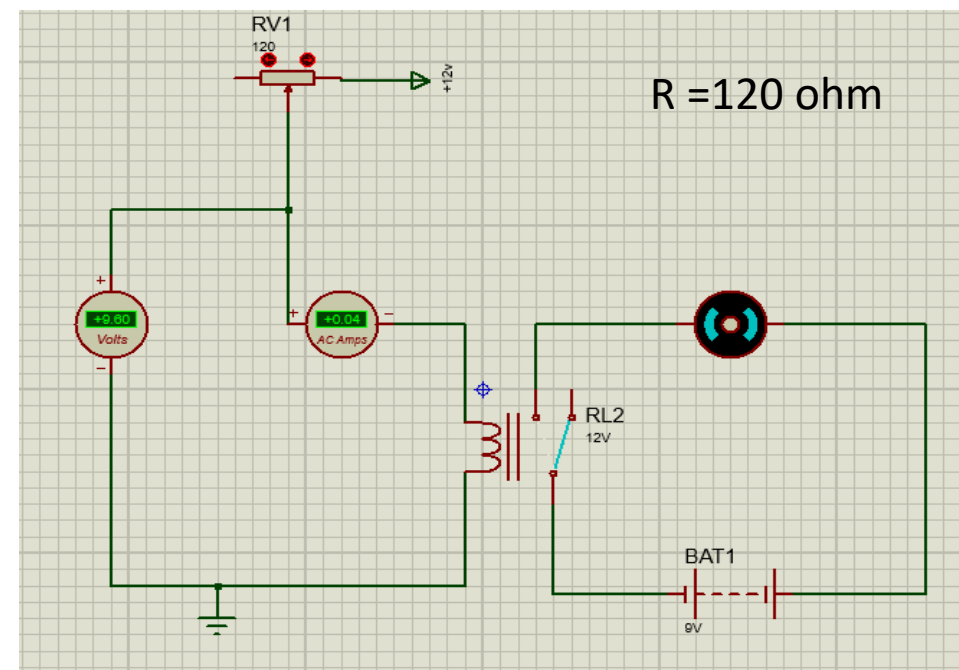 RV1
120
+12v
R =120 ohm
+
+9.60
Volts
−
+
+0.04
−
AC Amps
RL2
12V
BAT1
9V